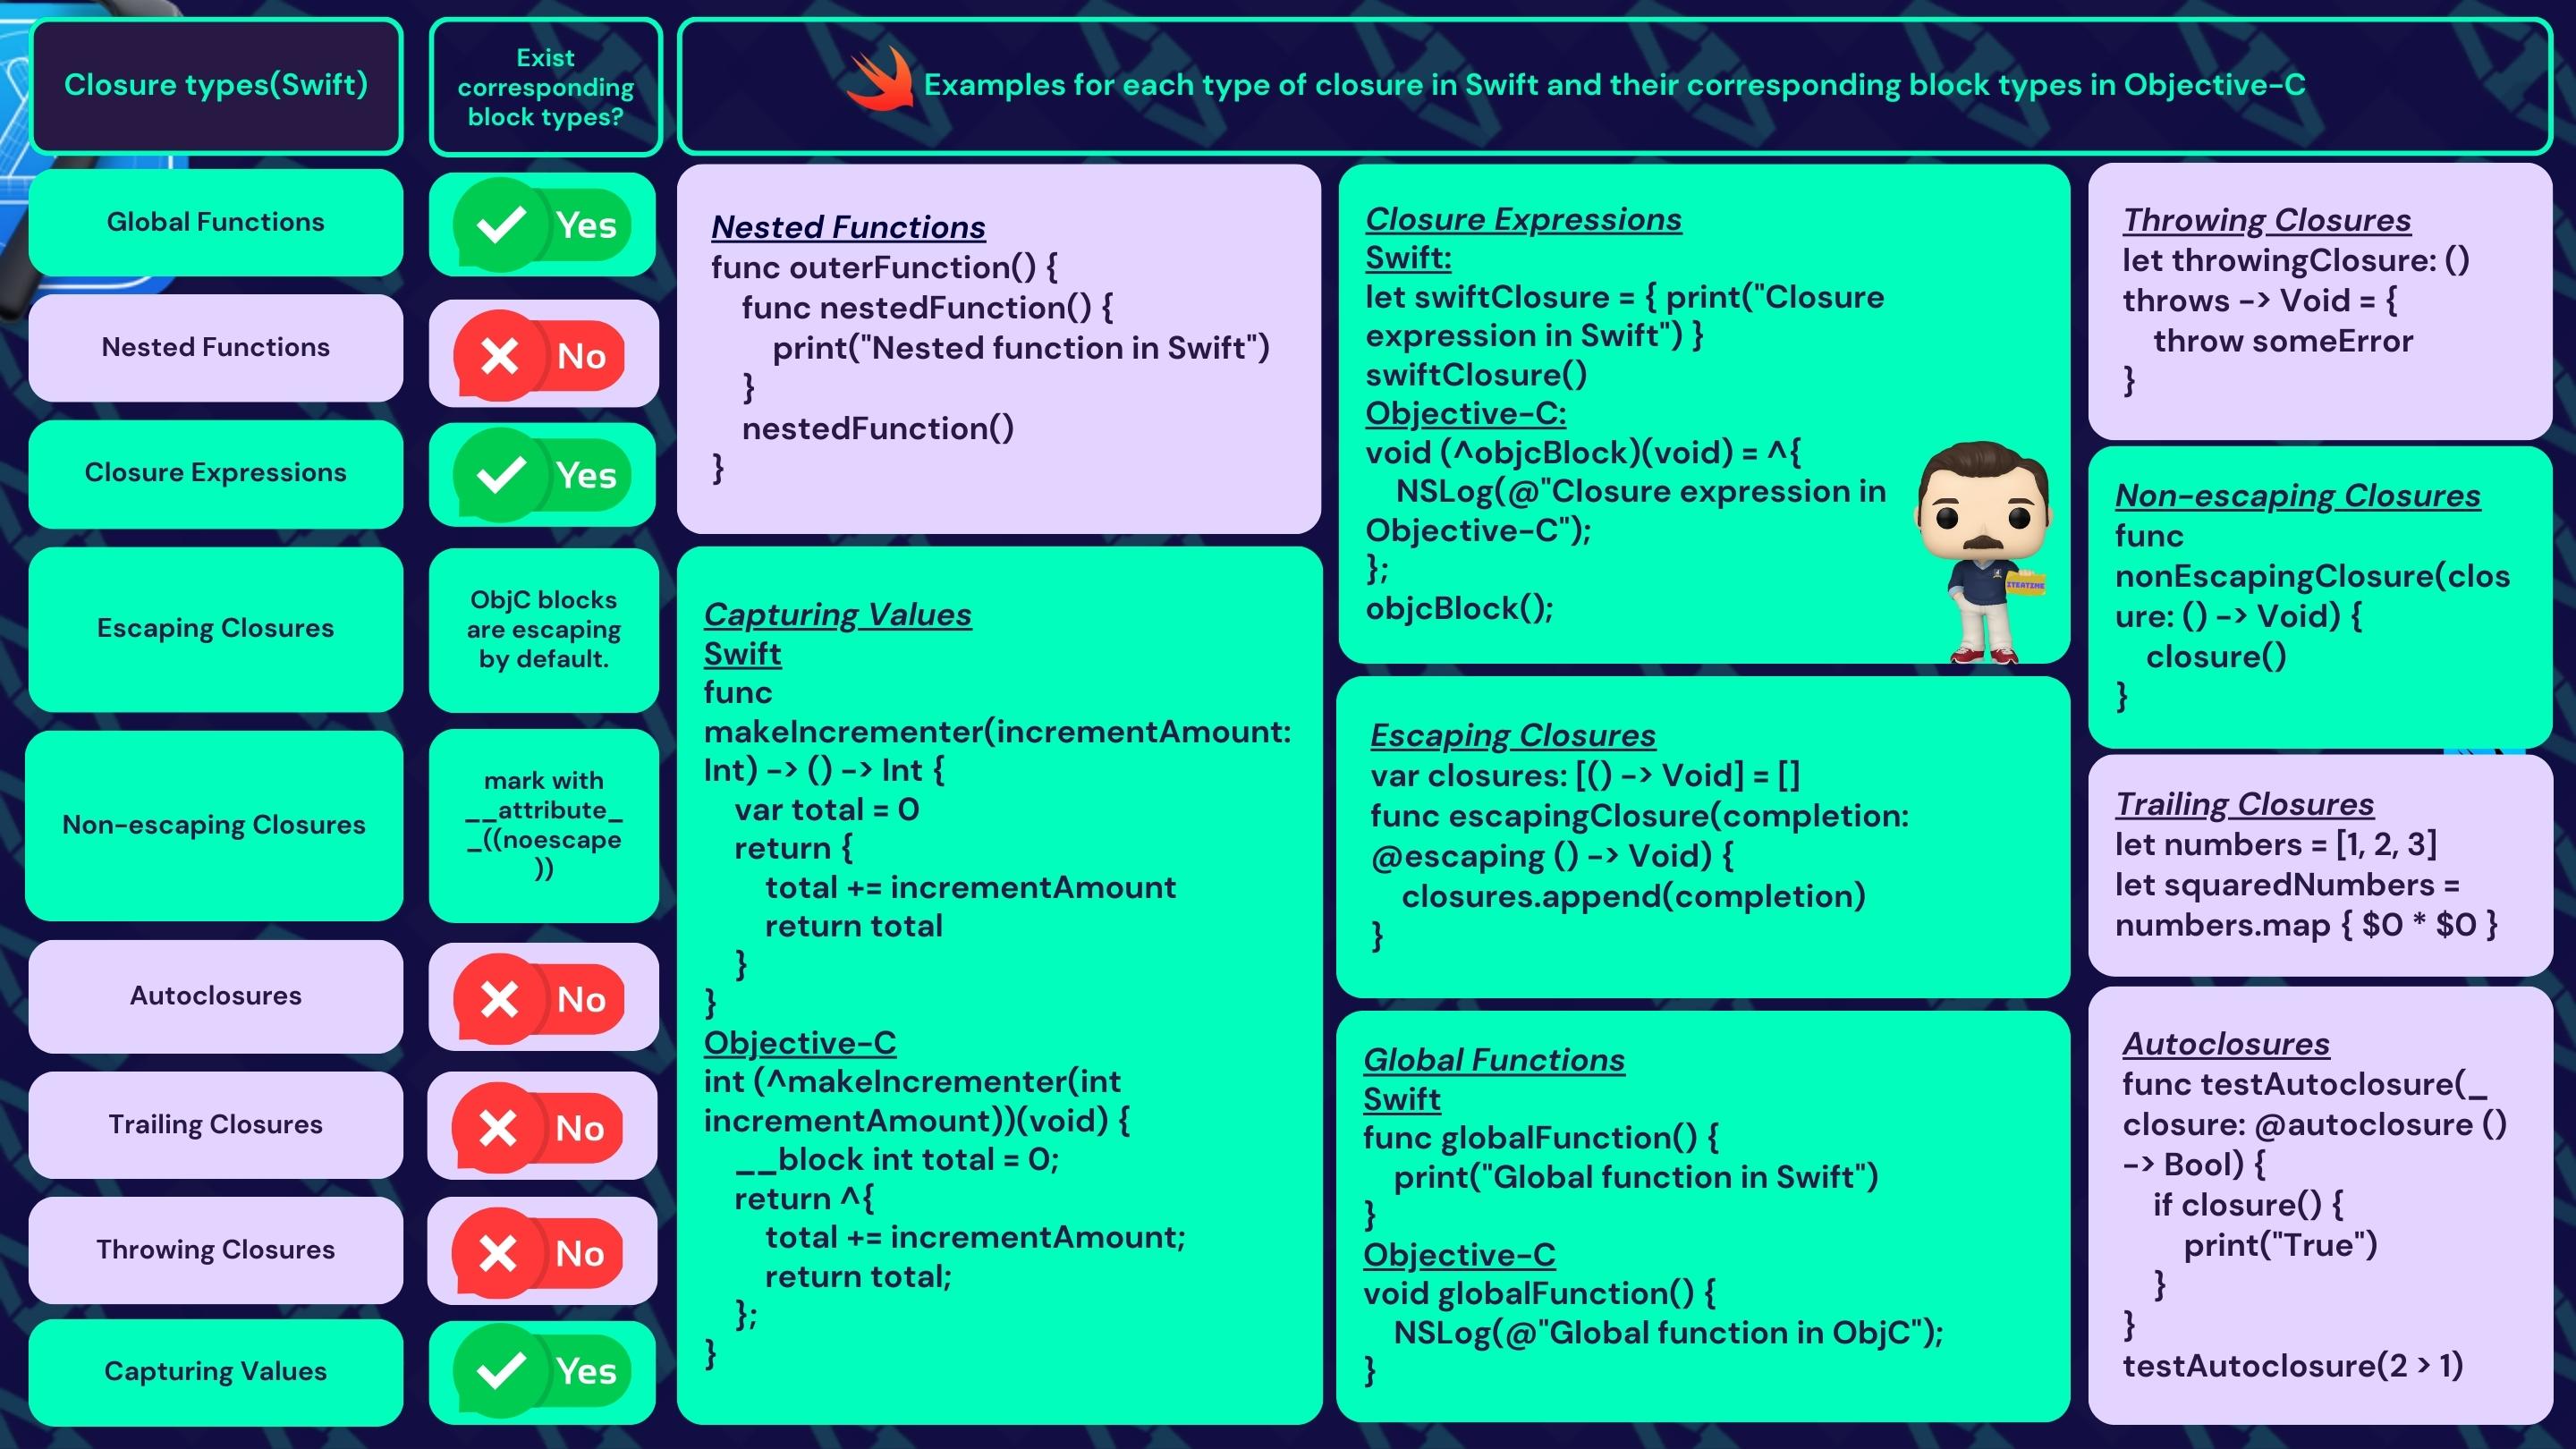 Closure types(Swift)
Exist
corresponding
block types?
Examples for each type of closure in Swift and their corresponding block types in Objective-C
Global Functions
Yes
Nested Functions
No
Closure Expressions
Yes
Escaping Closures
ObjC blocks
are escaping
by default.
Non-escaping Closures
mark with
__attribute_
_((noescape
))
Autoclosures
No
Trailing Closures
No
Throwing Closures
No
Capturing Values
Yes
Nested Functions
func outerFunction() {
    func nestedFunction() {
        print("Nested function in Swift")
    }
    nestedFunction()
}
Capturing Values
Swift
func
makeIncrementer(incrementAmount:
Int) -> () -> Int {
    var total = 0
    return {
        total += incrementAmount
        return total
    }
}
Objective-C
int (^makeIncrementer(int
incrementAmount))(void) {
    __block int total = 0;
    return ^{
        total += incrementAmount;
        return total;
    };
}
Closure Expressions
Swift:
let swiftClosure = { print("Closure
expression in Swift") }
swiftClosure()
Objective-C:
void (^objcBlock)(void) = ^{
    NSLog(@"Closure expression in
Objective-C");
};
objcBlock();
ITEATIME
Escaping Closures
var closures: [() -> Void] = []
func escapingClosure(completion:
@escaping () -> Void) {
    closures.append(completion)
}
Global Functions
Swift
func globalFunction() {
    print("Global function in Swift")
}
Objective-C
void globalFunction() {
    NSLog(@"Global function in ObjC");
}
Throwing Closures
let throwingClosure: ()
throws -> Void = {
    throw someError
}
Non-escaping Closures
func
nonEscapingClosure(clos
ure: () -> Void) {
    closure()
}
Trailing Closures
let numbers = [1, 2, 3]
let squaredNumbers =
numbers.map { $0 * $0 }
Autoclosures
func testAutoclosure(_
closure: @autoclosure ()
-> Bool) {
    if closure() {
        print("True")
    }
}
testAutoclosure(2 > 1)